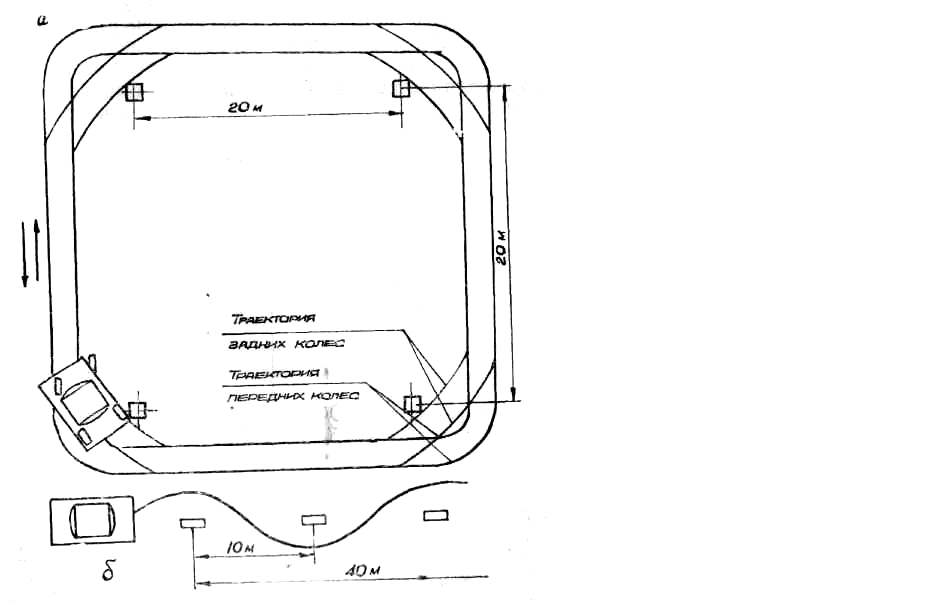 а
20 м
20 м
Траектория
задних колес
Траектория
передних колес
10 м
40 м
б